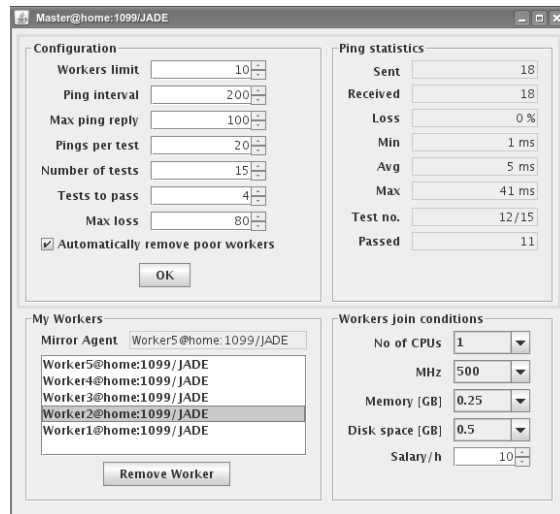 Master@home:1099/JADE
Configuration
Workers limit 10
Ping interval 200
Max ping reply 100
Pings per test 20
Number of tests 15
Tests to pass 4
Max loss 80
Automatically remove poor workers
OK
Ping statistics
Sent 18
Received 18
Loss 0 %
Min 1 ms
Avg 5 ms
Max 41 ms
Test no. 12/15
Passed 11
My Workers
Mirror Agent Worker5@home:1099/JADE
Worker5@home:1099/JADE
Worker4@home:1099/JADE
Worker3@home:1099/JADE
Worker2@home:1099/JADE
Worker1@home:1099/JADE
Remove Worker
Workers join conditions
No of CPUs 1
MHz 500
Memory [GB] 0.25
Disk space [GB] 0.5
Salary/h 10